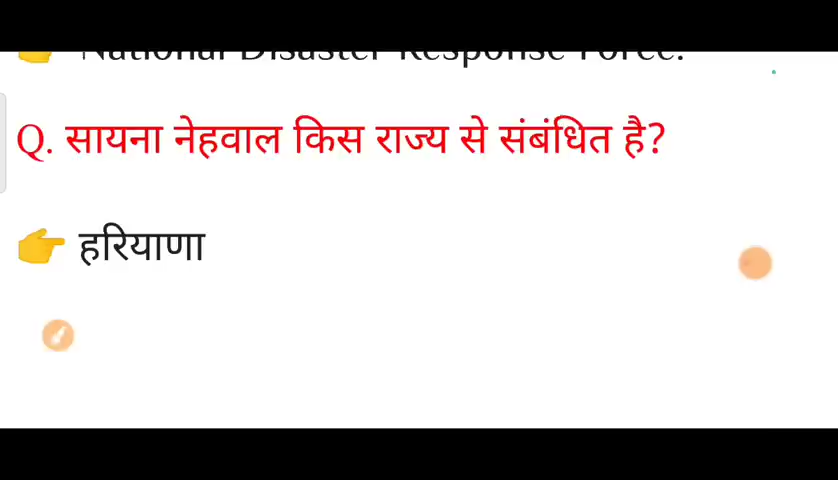 👉 National Disaster Response Force.
Q. सायना नेहवाल किस राज्य से संबंधित है?
👉 हरियाणा